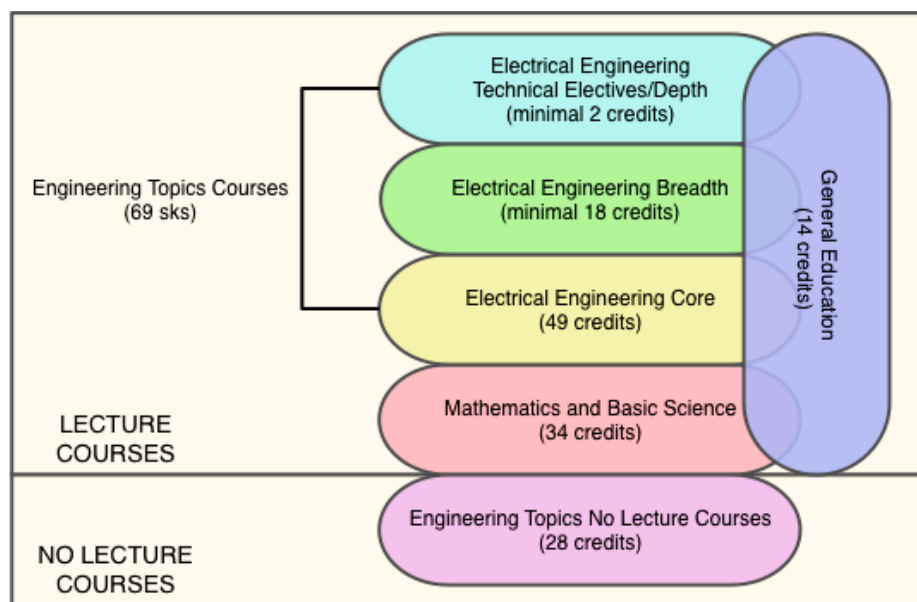 Electrical Engineering
Technical Electives/Depth
(minimal 2 credits)
Engineering Topics Courses
(69 sks)
Electrical Engineering Breadth
(minimal 18 credits)
General Education
(14 credits)
Electrical Engineering Core
(49 credits)
Mathematics and Basic Science
(34 credits)
LECTURE
COURSES
Engineering Topics No Lecture Courses
(28 credits)
NO LECTURE
COURSES